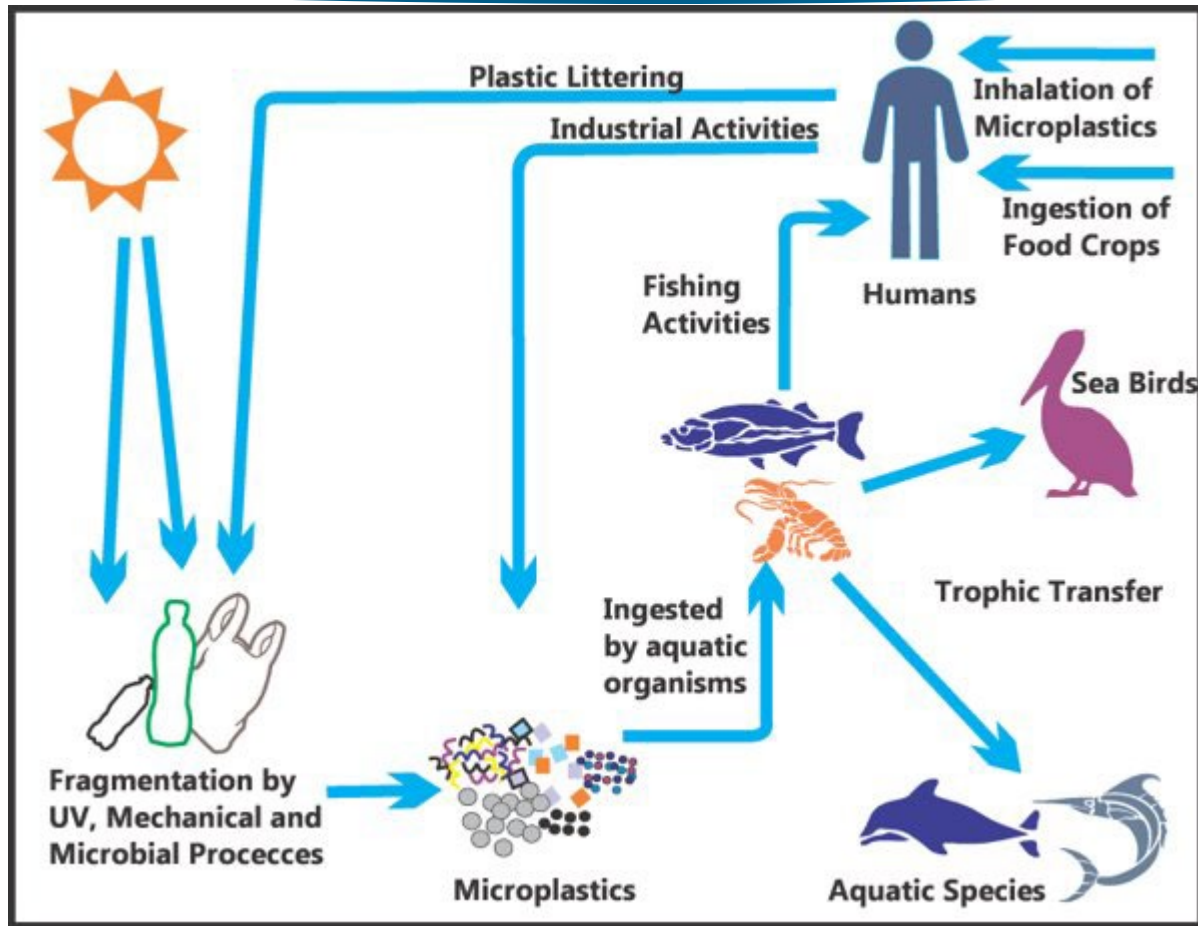 Plastic Littering
Industrial Activities
Inhalation of
Microplastics
Ingestion of
Food Crops
Humans
Fishing
Activities
Sea Birds
Trophic Transfer
Ingested
by aquatic
organisms
Fragmentation by
UV, Mechanical and
Microbial Procecces
Microplastics
Aquatic Species